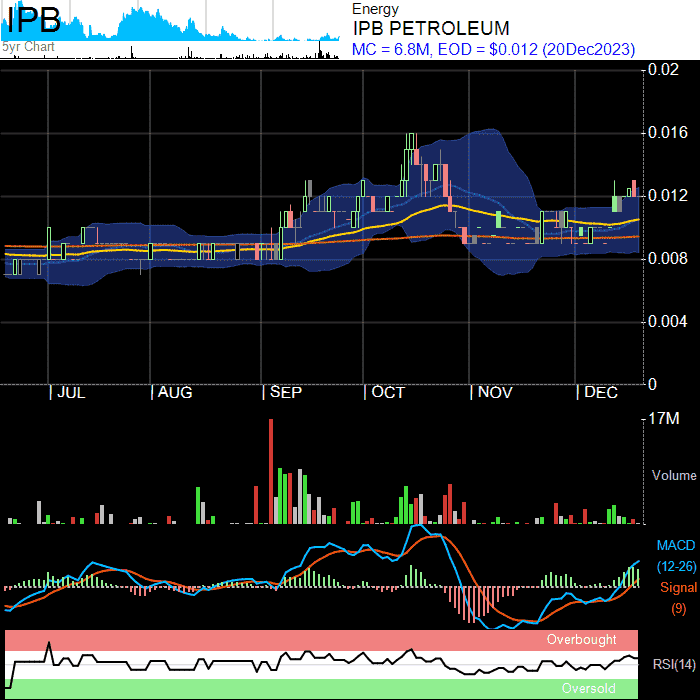 IPB
5yr Chart
Energy
IPB PETROLEUM
MC = 6.8M, EOD = $0.012 (20Dec2023)
0.02
0.016
0.012
0.008
0.004
0
| JUL | AUG | SEP | OCT | NOV | DEC
17M
Volume
MACD
(12-26)
Signal
(9)
Overbought
RSI(14)
Oversold